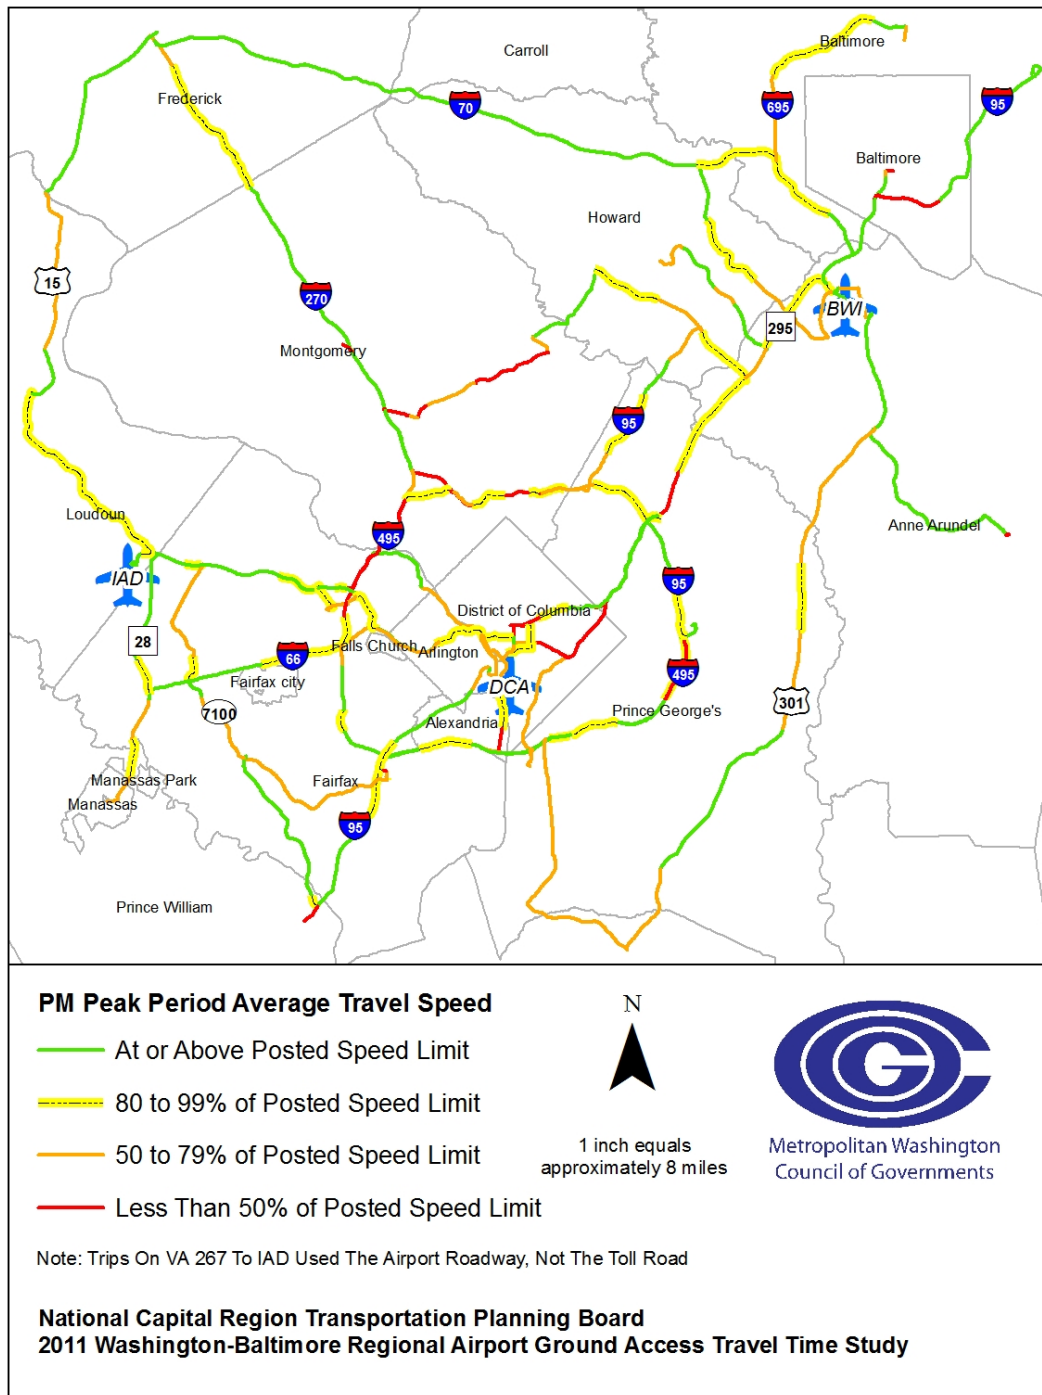 Carroll
Baltimore
Frederick
70
695
95
Baltimore
Howard
15
270
BWI
295
Montgomery
95
Loudoun
495
Anne Arundel
IAD
95
District of Columbia
28
Falls Church
Arlington
66
495
Fairfax city
DCA
301
7100
Prince George's
Alexandria
Manassas Park
Fairfax
Manassas
95
Prince William
PM Peak Period Average Travel Speed
At or Above Posted Speed Limit
80 to 99% of Posted Speed Limit
50 to 79% of Posted Speed Limit
Less Than 50% of Posted Speed Limit
N
1 inch equals
approximately 8 miles
Metropolitan Washington
Council of Governments
Note: Trips On VA 267 To IAD Used The Airport Roadway, Not The Toll Road
National Capital Region Transportation Planning Board
2011 Washington-Baltimore Regional Airport Ground Access Travel Time Study